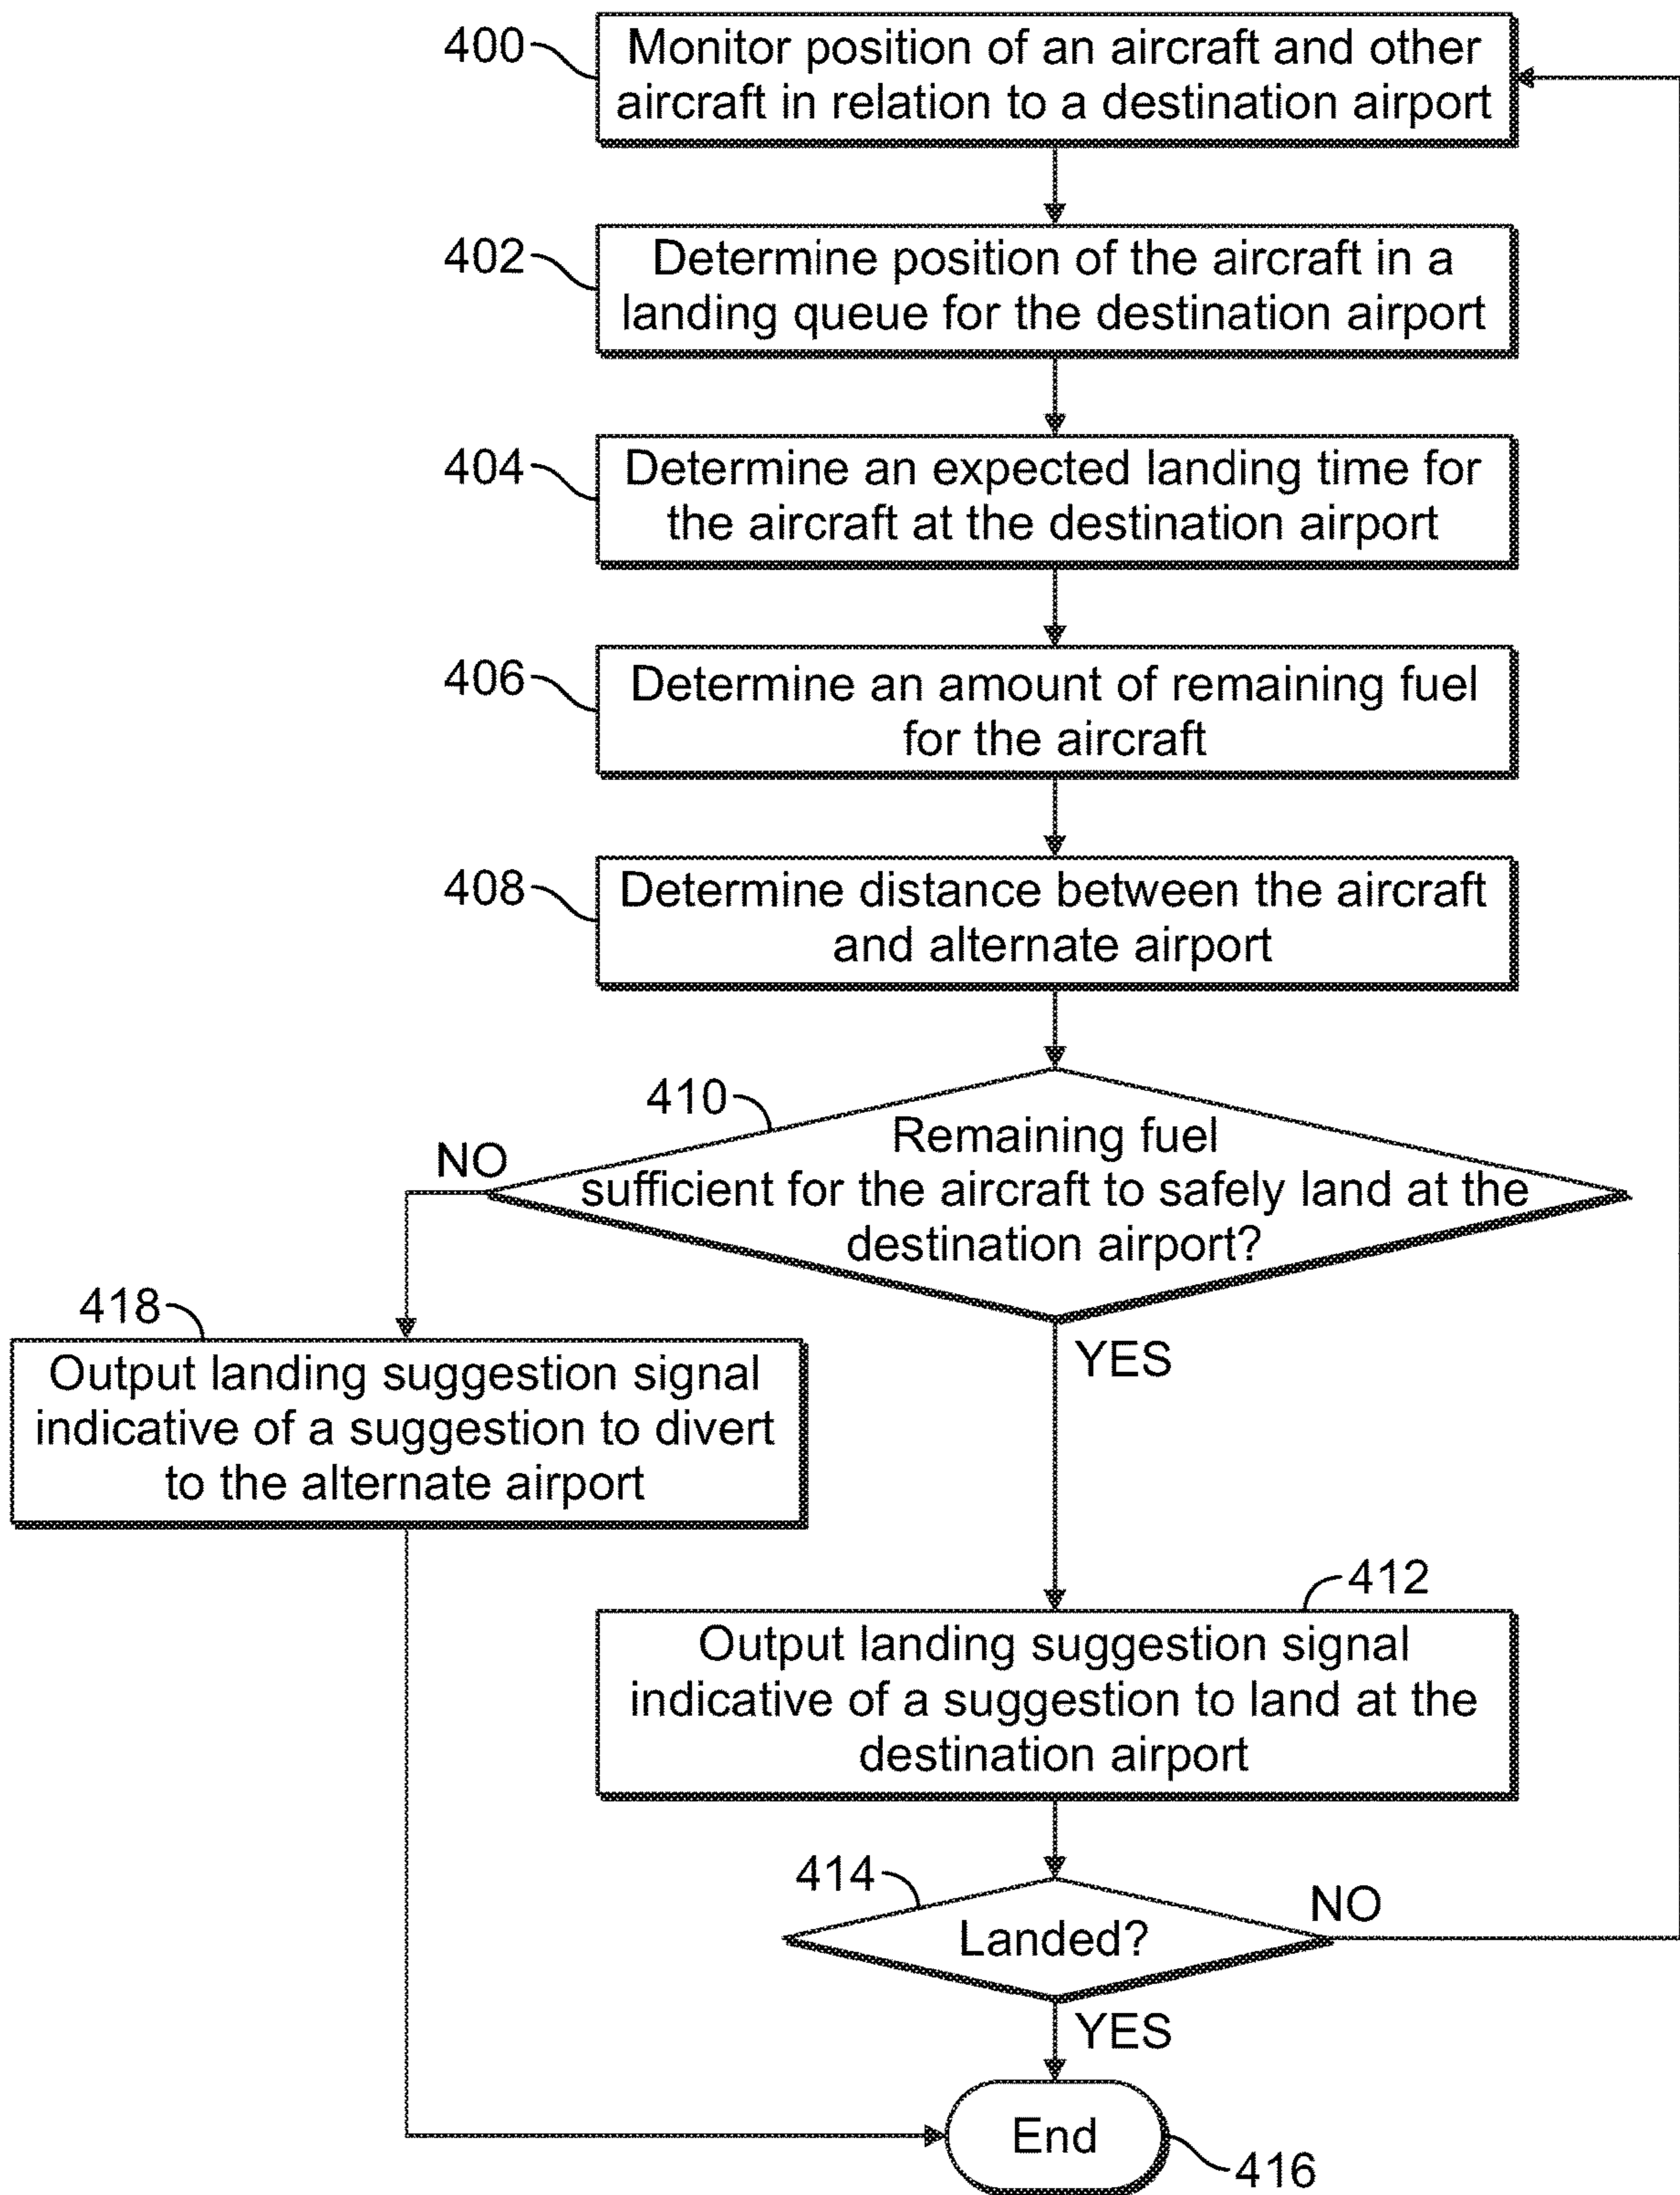 400
Monitor position of an aircraft and other
aircraft in relation to a destination airport
402
Determine position of the aircraft in a
landing queue for the destination airport
404
Determine an expected landing time for
the aircraft at the destination airport
406
Determine an amount of remaining fuel
for the aircraft
408
Determine distance between the aircraft
and alternate airport
410
Remaining fuel
sufficient for the aircraft to safely land at the
destination airport?
NO
YES
418
Output landing suggestion signal
indicative of a suggestion to divert
to the alternate airport
412
Output landing suggestion signal
indicative of a suggestion to land at the
destination airport
414
Landed?
NO
YES
End
416